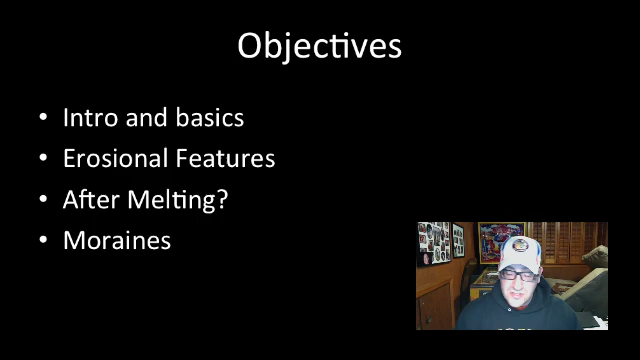 Objectives
• Intro and basics
• Erosional Features
• After Melting?
• Moraines